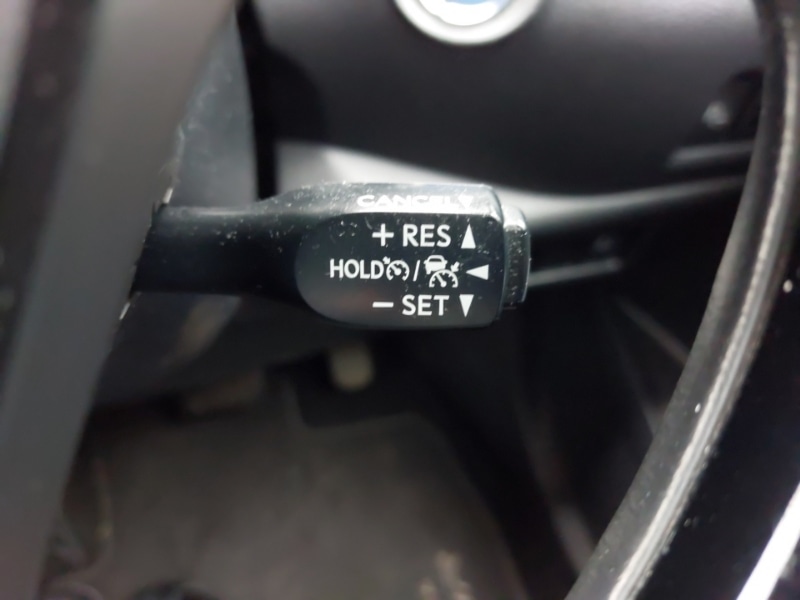 CANCEL ▼
+ RES ▲
HOLD / ◀
− SET ▼